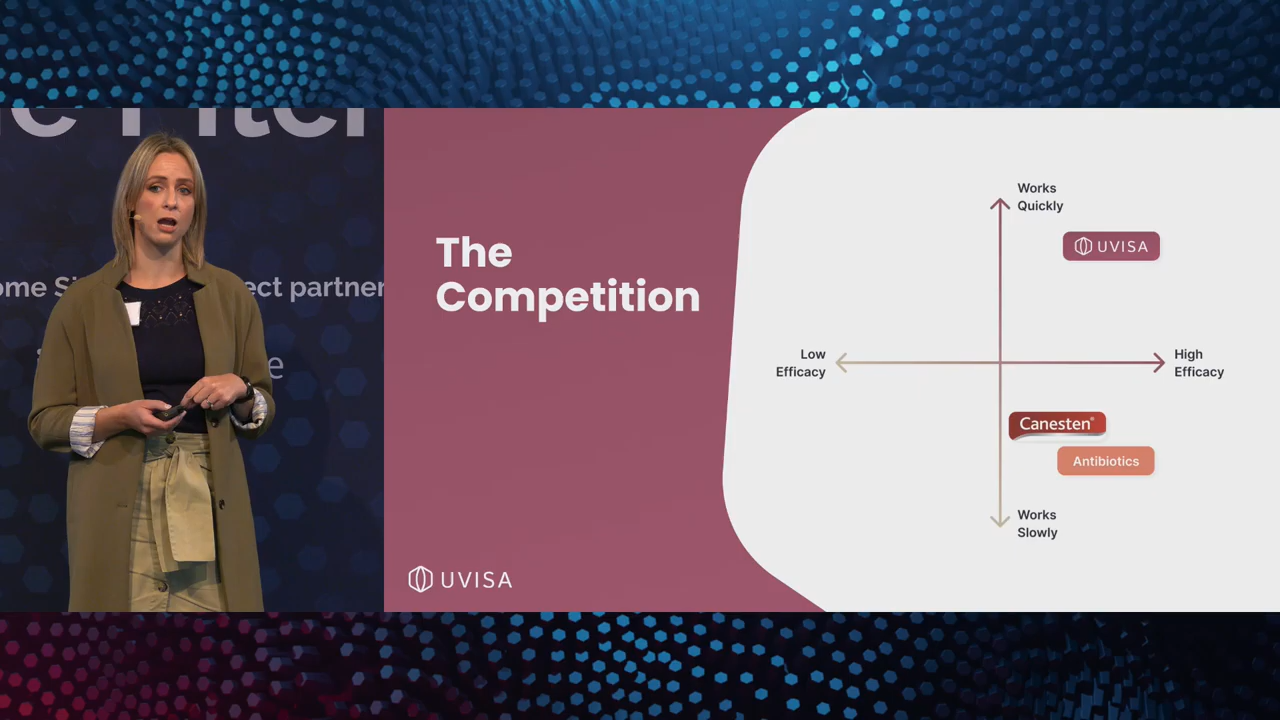 The
Competition
UVISA
Works
Quickly
UVISA
Low
Efficacy
High
Efficacy
Canesten®
Antibiotics
Works
Slowly